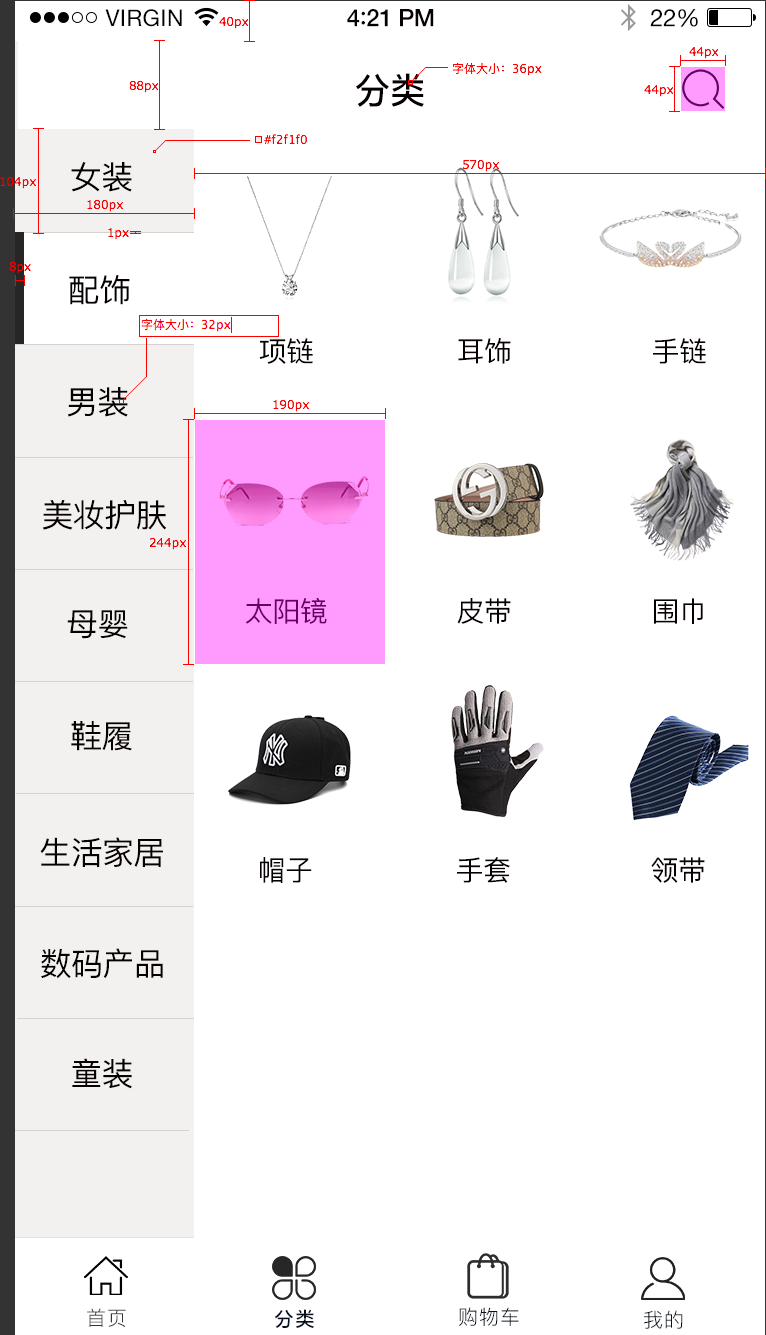 VIRGIN 4:21 PM 22%
40px
88px
分类
字体大小：36px
44px
44px
#f2f1f0
570px
104px
女装
180px
1px
8px
配饰
字体大小：32px
项链 耳饰 手链
男装
190px
美妆护肤
244px
太阳镜 皮带 围巾
母婴
鞋履
NY
生活家居
帽子 手套 领带
数码产品
童装
首页 分类 购物车 我的